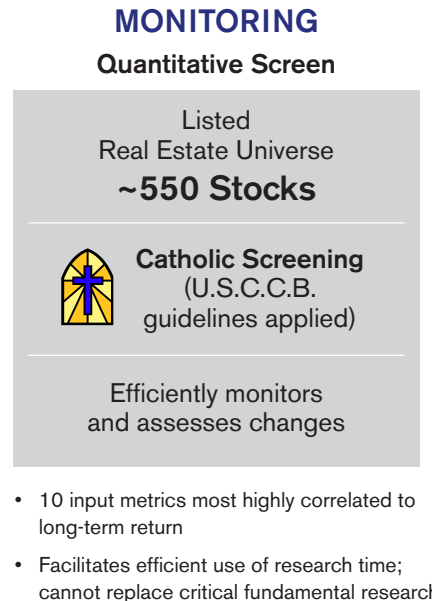 MONITORING
Quantitative Screen
Listed
Real Estate Universe
~550 Stocks
Catholic Screening
(U.S.C.C.B.
guidelines applied)
Efficiently monitors
and assesses changes
• 10 input metrics most highly correlated to
long-term return
• Facilitates efficient use of research time;
cannot replace critical fundamental research